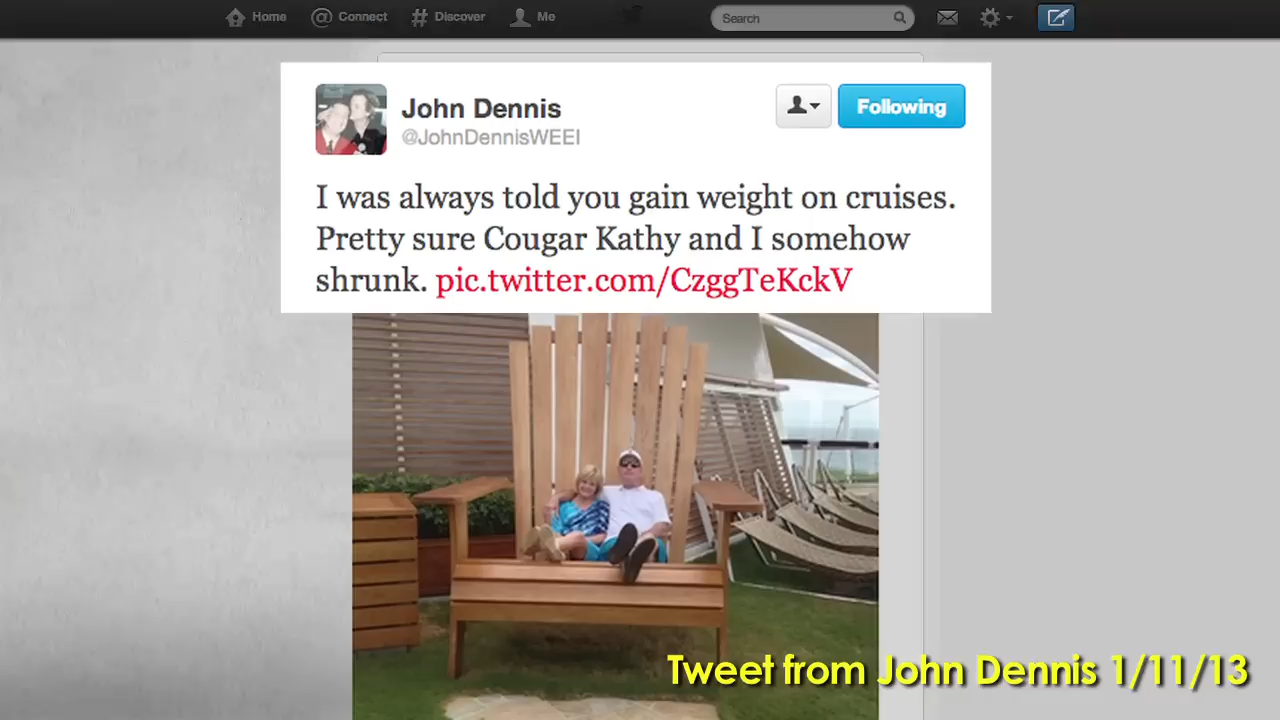 Home Connect Discover Me Search
John Dennis
@JohnDennisWEEI
Following
I was always told you gain weight on cruises.
Pretty sure Cougar Kathy and I somehow
shrunk. pic.twitter.com/CzggTeKckV
Tweet from John Dennis 1/11/13